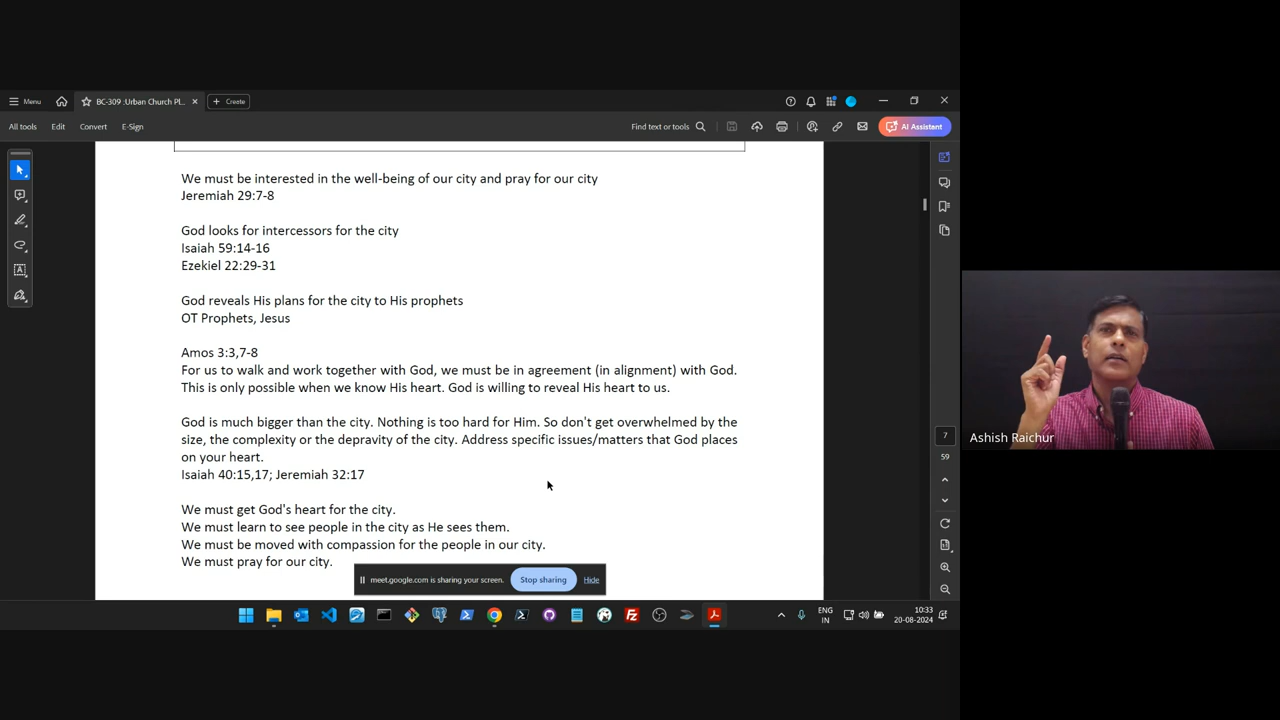 Menu
BC-309 :Urban Church Pl...
Create
All tools
Edit
Convert
E-Sign
Find text or tools
AI Assistant
We must be interested in the well-being of our city and pray for our city
Jeremiah 29:7-8
God looks for intercessors for the city
Isaiah 59:14-16
Ezekiel 22:29-31
God reveals His plans for the city to His prophets
OT Prophets, Jesus
Amos 3:3,7-8
For us to walk and work together with God, we must be in agreement (in alignment) with God.
This is only possible when we know His heart. God is willing to reveal His heart to us.
God is much bigger than the city. Nothing is too hard for Him. So don't get overwhelmed by the
size, the complexity or the depravity of the city. Address specific issues/matters that God places
on your heart.
Isaiah 40:15,17; Jeremiah 32:17
We must get God's heart for the city.
We must learn to see people in the city as He sees them.
We must be moved with compassion for the people in our city.
We must pray for our city.
7
59
meet.google.com is sharing your screen.
Stop sharing
Hide
ENG
IN
10:33
20-08-2024
Ashish Raichur